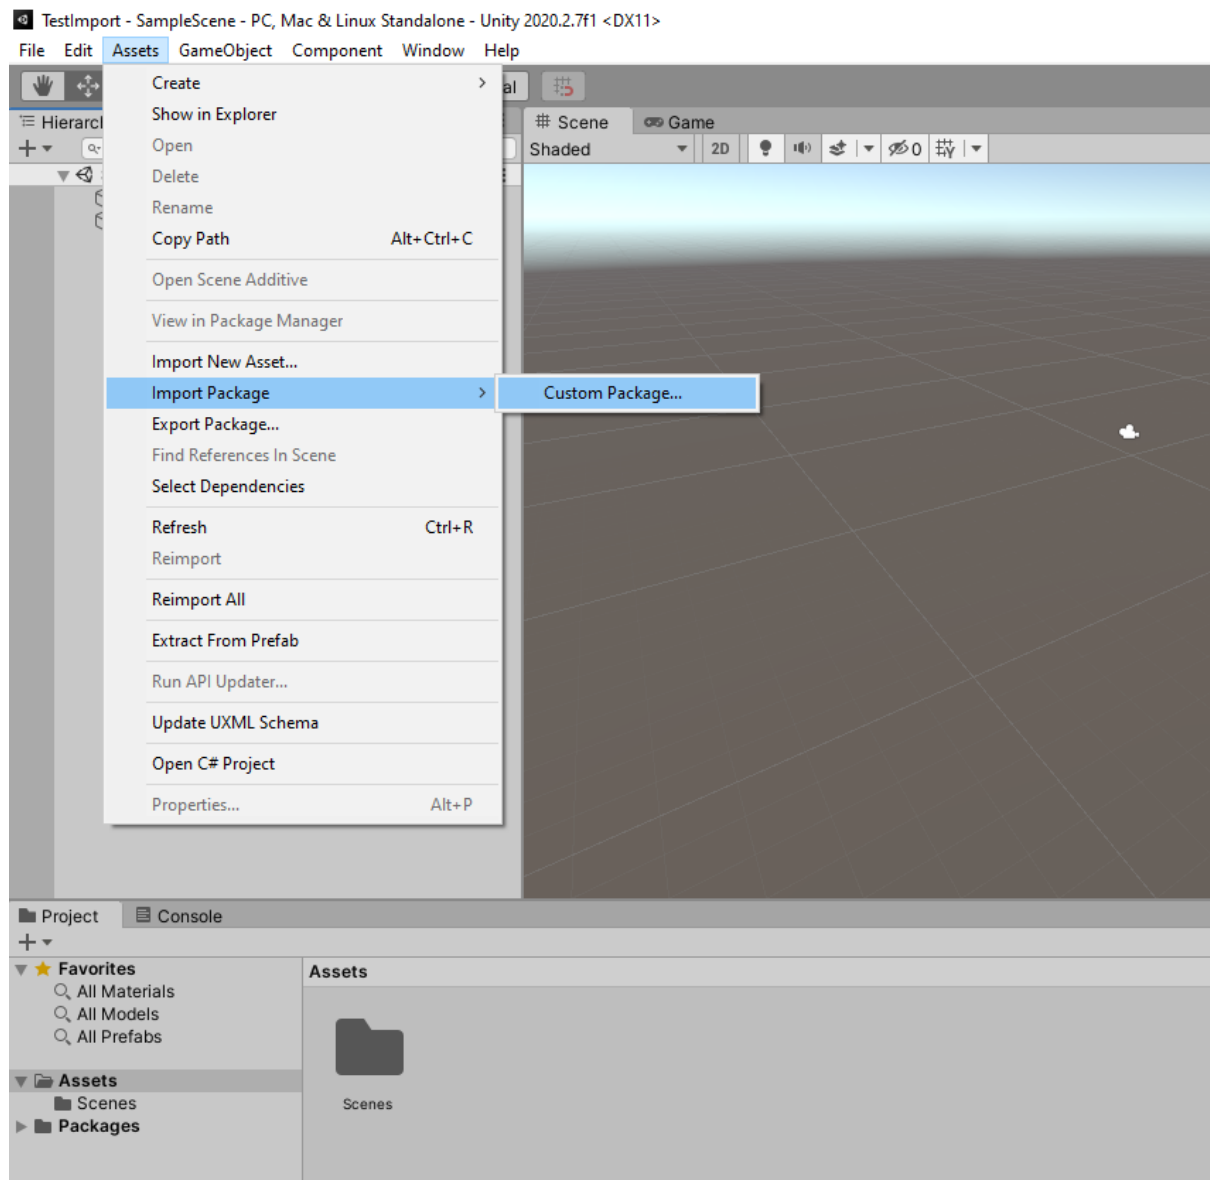 TestImport - SampleScene - PC, Mac & Linux Standalone - Unity 2020.2.7f1 <DX11>
File Edit Assets GameObject Component Window Help
Create
al
Show in Explorer
Hierarcl
# Scene
Game
Open
Shaded
2D
0
Delete
Rename
Copy Path Alt+Ctrl+C
Open Scene Additive
View in Package Manager
Import New Asset...
Import Package
Custom Package...
Export Package...
Find References In Scene
Select Dependencies
Refresh Ctrl+R
Reimport
Reimport All
Extract From Prefab
Run API Updater...
Update UXML Schema
Open C# Project
Properties... Alt+P
Project
Console
Favorites
All Materials
All Models
All Prefabs
Assets
Scenes
Packages
Assets
Scenes